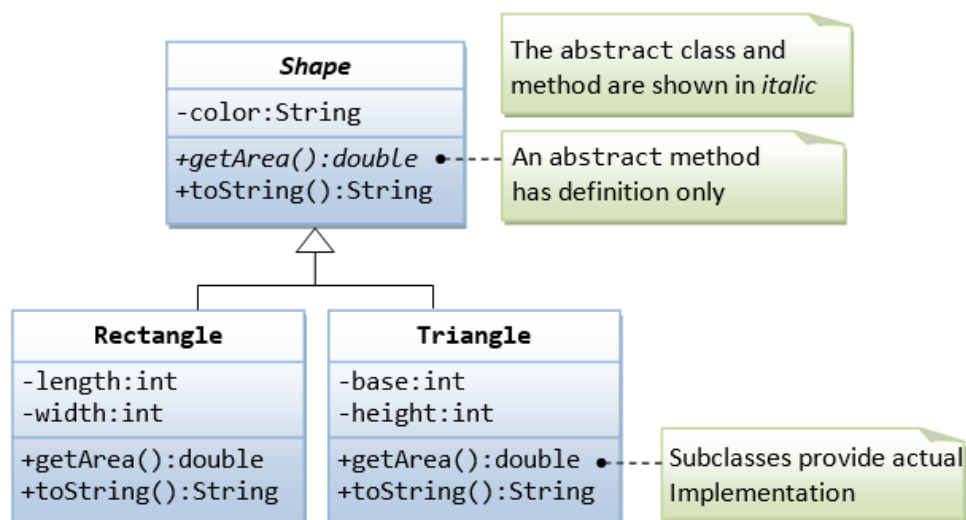 Shape
-color:String
+getArea():double
+toString():String
The abstract class and
method are shown in italic
An abstract method
has definition only
Rectangle
-length:int
-width:int
+getArea():double
+toString():String
Triangle
-base:int
-height:int
+getArea():double
+toString():String
Subclasses provide actual
Implementation